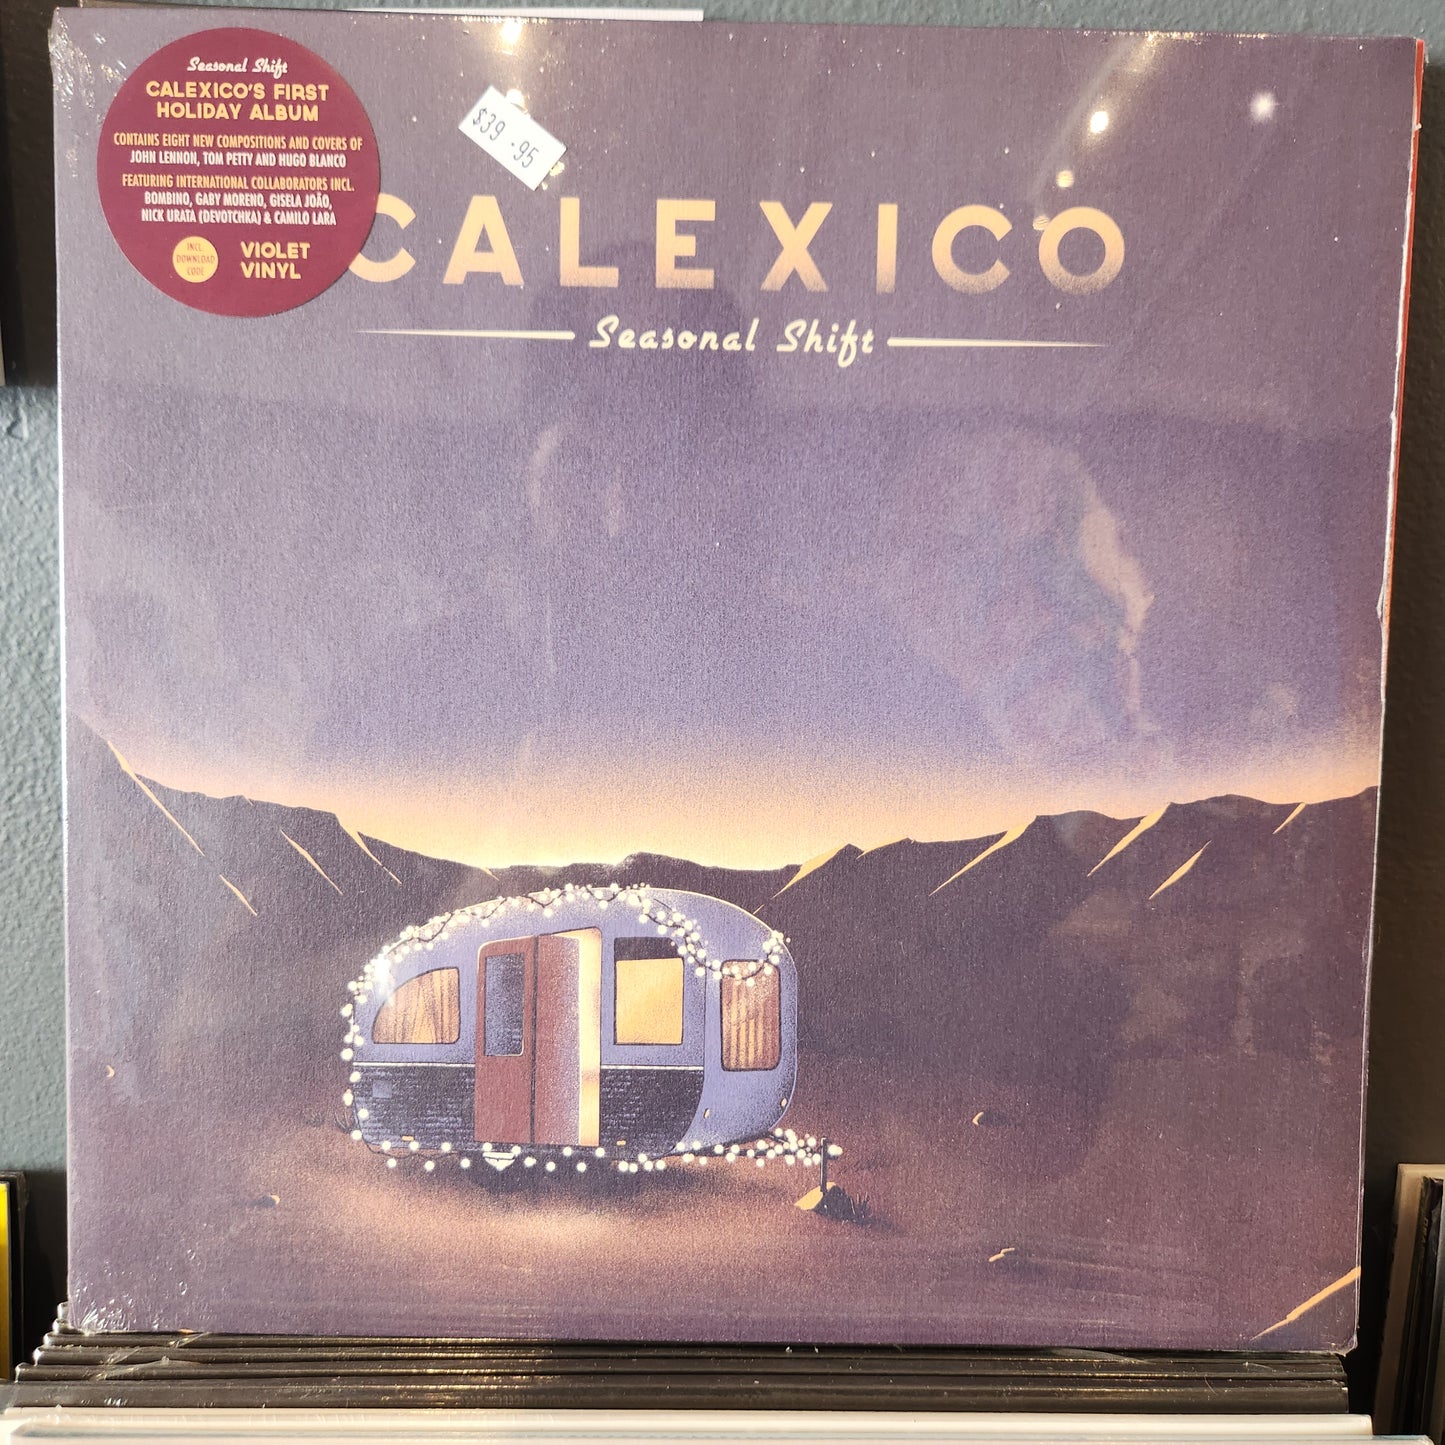 Seasonal Shift
CALEXICO'S FIRST
HOLIDAY ALBUM
CONTAINS EIGHT NEW COMPOSITIONS AND COVERS OF
JOHN LENNON, TOM PETTY AND HUGO BLANCO
FEATURING INTERNATIONAL COLLABORATORS INCL.
BOMBINO, GABY MORENO, GISELA JOÃO,
NICK URATA (DEVOTCHKA) & CAMILO LARA
INCL.
DOWNLOAD
CODE
VIOLET
VINYL
$39.95
CALEXICO
Seasonal Shift